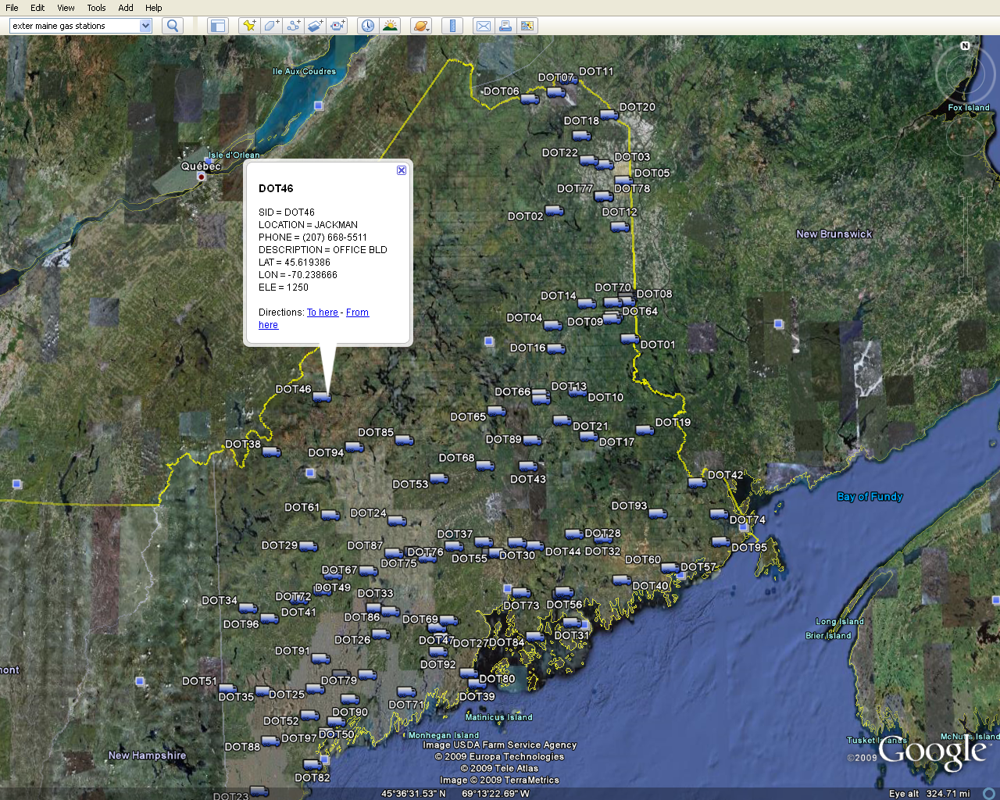 File Edit View Tools Add Help
exter maine gas stations
N
Ile Aux Coudres
DOT07 DOT11
DOT06
DOT20
Fox Island
DOT18
Isle d'Orlean
DOT22 DOT03
Québec
DOT05
DOT77 DOT78
DOT02 DOT12
New Brunswick
DOT46
SID = DOT46
LOCATION = JACKMAN
PHONE = (207) 668-5511
DESCRIPTION = OFFICE BLD
LAT = 45.619386
LON = -70.238666
ELE = 1250
Directions: To here - From
here
DOT70
DOT14 DOT08
DOT04 DOT09 DOT64
DOT16 DOT01
DOT46 DOT66 DOT13
DOT10
DOT65 DOT19
DOT85 DOT21
DOT38 DOT94 DOT89 DOT17
DOT68
DOT53 DOT43 DOT42
Bay of Fundy
DOT61 DOT24 DOT93
DOT74
DOT29 DOT87 DOT37 DOT28
DOT76 DOT55 DOT30 DOT44 DOT32 DOT95
DOT75 DOT60
DOT67 DOT57
DOT49 DOT40
DOT34 DOT72 DOT33 DOT73 DOT56
DOT41
DOT96 DOT86 DOT69 Long Island
DOT26 DOT47 DOT27 DOT84 DOT31 Brier Island
DOT91
DOT92
mont
DOT51 DOT79 DOT80
DOT35 DOT25 DOT39
DOT90 DOT71
DOT52 Matinicus Island
DOT97 DOT50 Monhegan Island
DOT88
Tusket Islands McNutts Island
New Hampshire
DOT82
DOT23
Image USDA Farm Service Agency
© 2009 Europa Technologies
© 2009 Tele Atlas
Image © 2009 TerraMetrics
©2009 Google™
45°36'31.53" N 69°13'22.69" W
Eye alt 324.71 mi